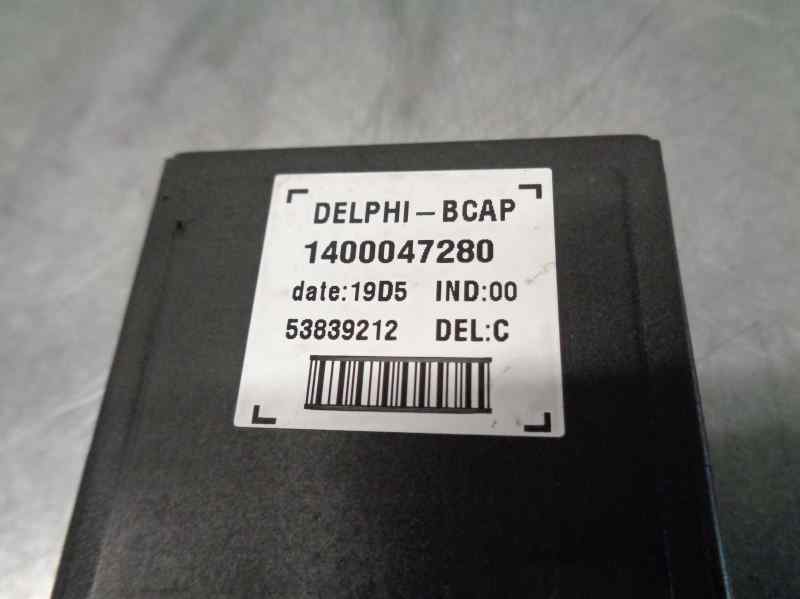 DELPHI-BCAP
1400047280
date:19D5 IND:00
53839212 DEL:C